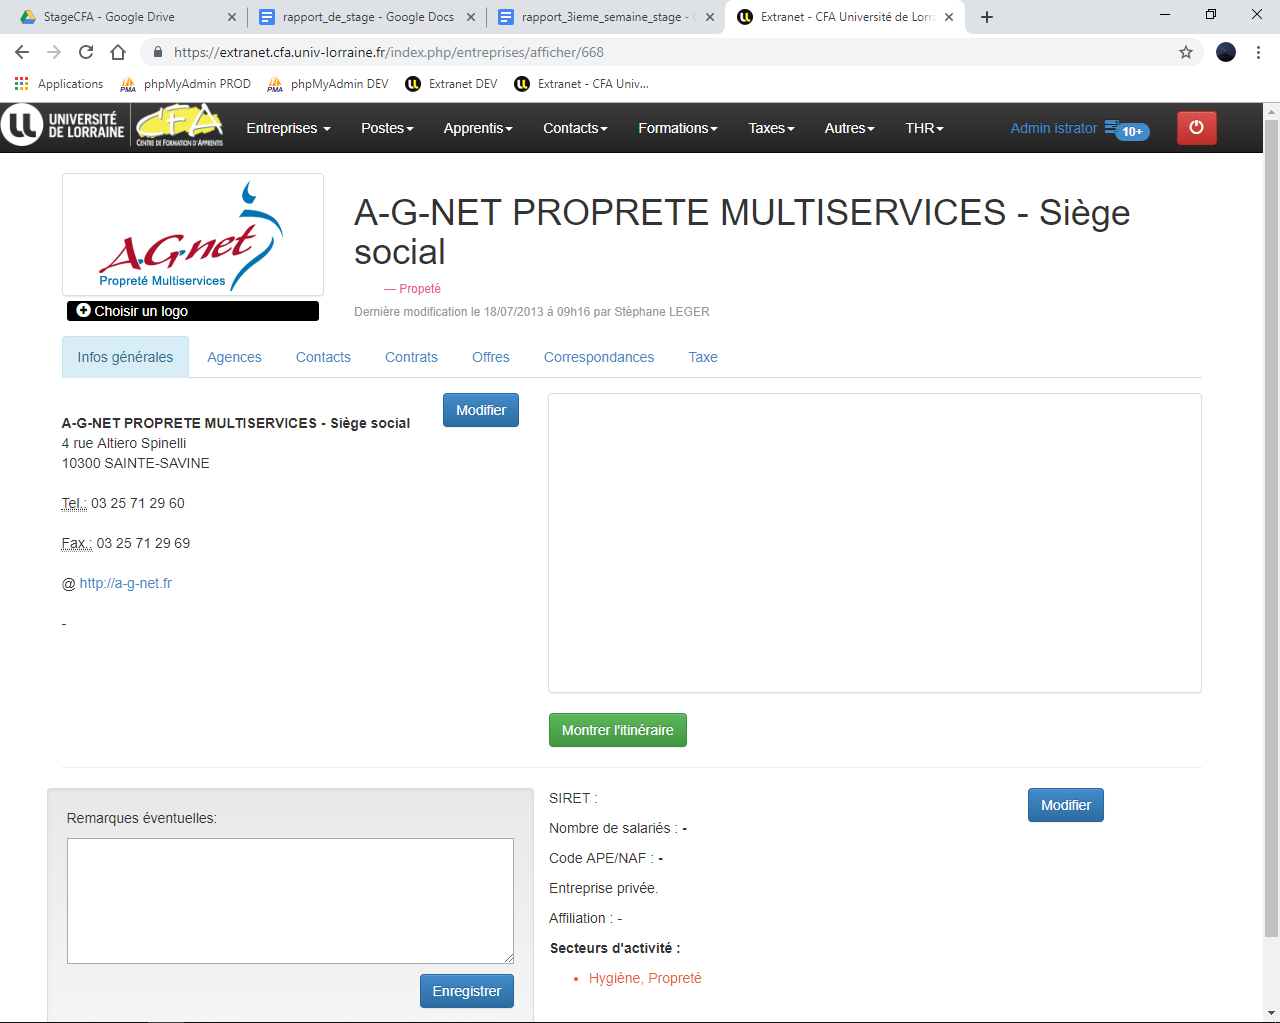 StageCFA - Google Drive
rapport_de_stage - Google Docs
rapport_3ieme_semaine_stage -
Extranet - CFA Université de Lorr
https://extranet.cfa.univ-lorraine.fr/index.php/entreprises/afficher/668
Applications
phpMyAdmin PROD
phpMyAdmin DEV
Extranet DEV
Extranet - CFA Univ...
UNIVERSITÉ
DE LORRAINE
CFA
CENTRE DE FORMATION D'APPRENTIS
Entreprises
Postes
Apprentis
Contacts
Formations
Taxes
Autres
THR
Admin istrator
10+
A.G.net
Propreté Multiservices
Choisir un logo
A-G-NET PROPRETE MULTISERVICES - Siège
social
— Propeté
Dernière modification le 18/07/2013 à 09h16 par Stéphane LEGER
Infos générales
Agences
Contacts
Contrats
Offres
Correspondances
Taxe
Modifier
A-G-NET PROPRETE MULTISERVICES - Siège social
4 rue Altiero Spinelli
10300 SAINTE-SAVINE
Tel.: 03 25 71 29 60
Fax.: 03 25 71 29 69
@ http://a-g-net.fr
-
Montrer l'itinéraire
Remarques éventuelles:
Enregistrer
SIRET :
Modifier
Nombre de salariés : -
Code APE/NAF : -
Entreprise privée.
Affiliation : -
Secteurs d'activité :
• Hygiène, Propreté